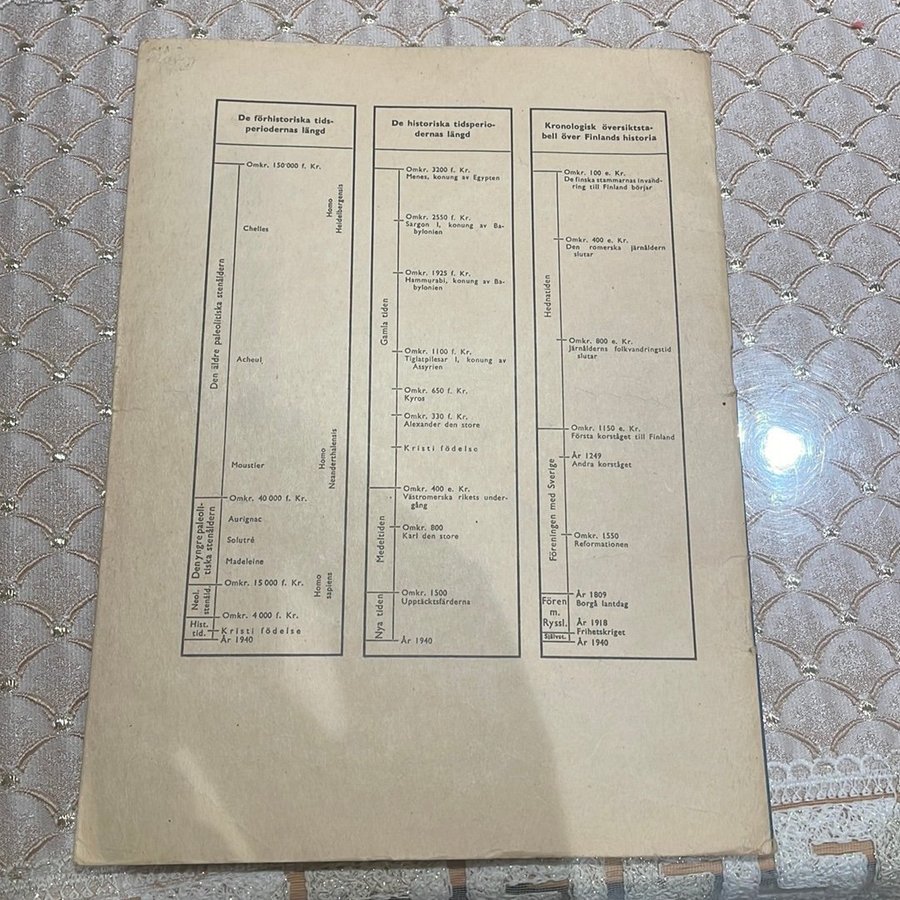 De förhistoriska tids-
periodernas längd
Omkr. 150 000 f. Kr.
Homo
Heidelbergensis
Chelles
Den äldre paleolitiska stenåldern
Acheul
Homo
Neanderthalensis
Moustier
Omkr. 40 000 f. Kr.
Den yngre paleoli-
tiska stenåldern
Aurignac
Solutré
Madeleine
Homo
sapiens
Omkr. 15 000 f. Kr.
Neol.
stenåld.
Omkr. 4 000 f. Kr.
Hist.
tid.
Kristi födelse
År 1940
De historiska tidsperio-
dernas längd
Omkr. 3200 f. Kr.
Menes, konung av Egypten
Omkr. 2550 f. Kr.
Sargon I, konung av Ba-
bylonien
Omkr. 1925 f. Kr.
Hammurabi, konung av Ba-
bylonien
Gamla tiden
Omkr. 1100 f. Kr.
Tiglatpilesar I, konung av
Assyrien
Omkr. 650 f. Kr.
Kyros
Omkr. 330 f. Kr.
Alexander den store
Kristi födelse
Omkr. 400 e. Kr.
Västromerska rikets under-
gång
Medeltiden
Omkr. 800
Karl den store
Omkr. 1500
Upptäcktsfärderna
Nya tiden
År 1940
Kronologisk översiktsta-
bell över Finlands historia
Omkr. 100 e. Kr.
De finska stammarnas invand-
ring till Finland börjar
Omkr. 400 e. Kr.
Den romerska järnåldern
slutar
Hednatiden
Omkr. 800 e. Kr.
Järnålderns folkvandringstid
slutar
Omkr. 1150 e. Kr.
Första korståget till Finland
År 1249
Andra korståget
Föreningen med Sverige
Omkr. 1550
Reformationen
År 1809
Borgå lantdag
Fören
m.
Ryssl.
År 1918
Frihetskriget
Självst.
År 1940